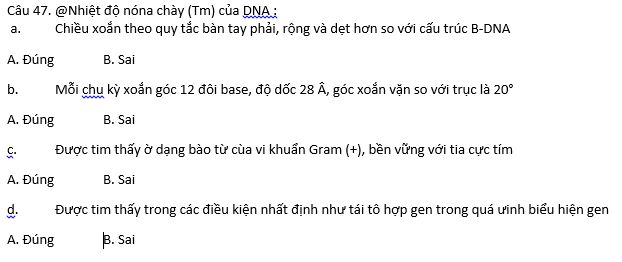 Câu 47. @Nhiệt độ nóna chày (Tm) của DNA :
a. Chiều xoắn theo quy tắc bàn tay phải, rộng và dẹt hơn so với cấu trúc B-DNA
A. Đúng B. Sai
b. Mỗi chu kỳ xoắn góc 12 đôi base, độ dốc 28 Â, góc xoắn vặn so với trục là 20°
A. Đúng B. Sai
c. Được tim thấy ờ dạng bào từ cùa vi khuẩn Gram (+), bền vững với tia cực tím
A. Đúng B. Sai
d. Được tim thấy trong các điều kiện nhất định như tái tô hợp gen trong quá ưinh biểu hiện gen
A. Đúng B. Sai